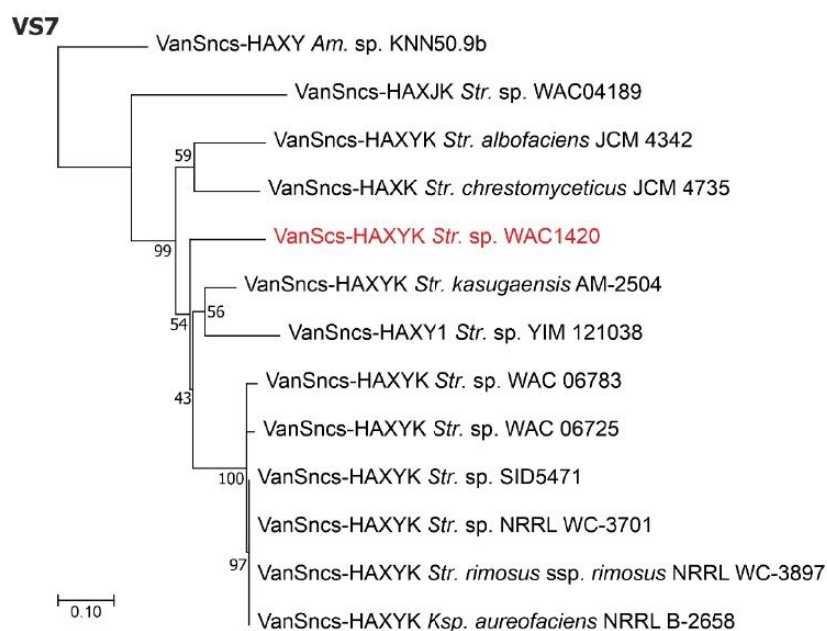 VS7
VanSncs-HAXY Am. sp. KNN50.9b
VanSncs-HAXJK Str. sp. WAC04189
59
VanSncs-HAXYK Str. albofaciens JCM 4342
VanSncs-HAXK Str. chrestomyceticus JCM 4735
99
VanScs-HAXYK Str. sp. WAC1420
VanSncs-HAXYK Str. kasugaensis AM-2504
56
54
VanSncs-HAXY1 Str. sp. YIM 121038
43
VanSncs-HAXYK Str. sp. WAC 06783
VanSncs-HAXYK Str. sp. WAC 06725
100
VanSncs-HAXYK Str. sp. SID5471
VanSncs-HAXYK Str. sp. NRRL WC-3701
97
VanSncs-HAXYK Str. rimosus ssp. rimosus NRRL WC-3897
0.10
VanSncs-HAXYK Ksp. aureofaciens NRRL B-2658